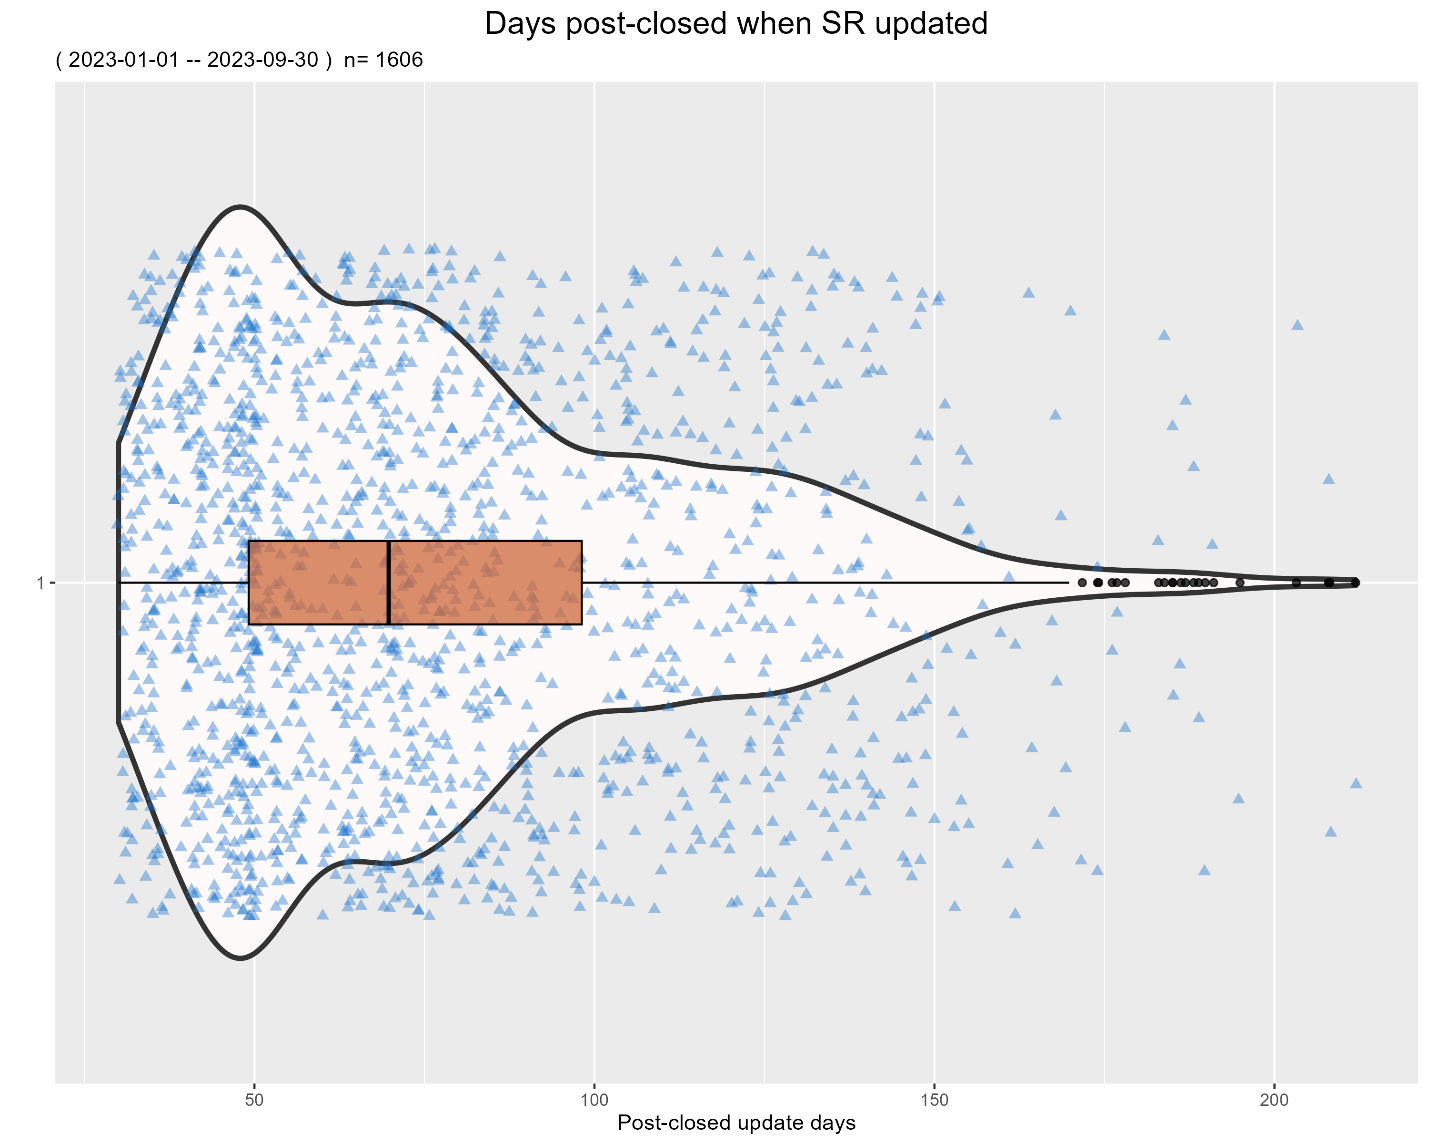 Days post-closed when SR updated
( 2023-01-01 -- 2023-09-30 )  n= 1606
1
50 100 150 200
Post-closed update days